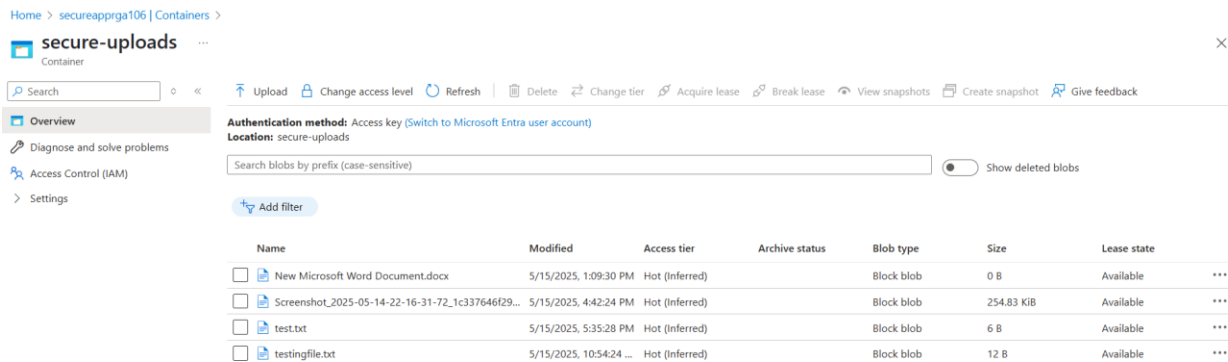 Home > secureapprga106 | Containers >
secure-uploads ...
Container
Search
Overview
Diagnose and solve problems
Access Control (IAM)
Settings
Upload Change access level Refresh Delete Change tier Acquire lease Break lease View snapshots Create snapshot Give feedback
Authentication method: Access key (Switch to Microsoft Entra user account)
Location: secure-uploads
Search blobs by prefix (case-sensitive)
Show deleted blobs
Add filter
Name Modified Access tier Archive status Blob type Size Lease state
New Microsoft Word Document.docx 5/15/2025, 1:09:30 PM Hot (Inferred) Block blob 0 B Available ...
Screenshot_2025-05-14-22-16-31-72_1c337646f29... 5/15/2025, 4:42:24 PM Hot (Inferred) Block blob 254.83 KiB Available ...
test.txt 5/15/2025, 5:35:28 PM Hot (Inferred) Block blob 6 B Available ...
testingfile.txt 5/15/2025, 10:54:24 ... Hot (Inferred) Block blob 12 B Available ...